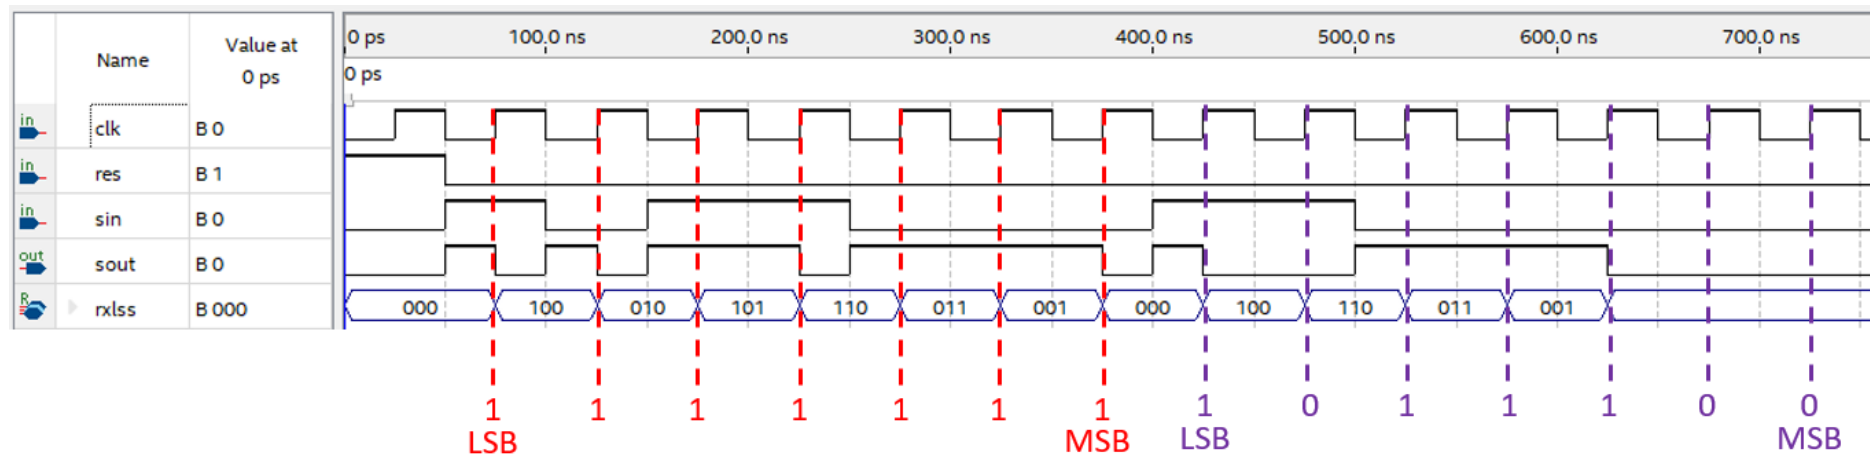 Name Value at 0 ps
0 ps 100.0 ns 200.0 ns 300.0 ns 400.0 ns 500.0 ns 600.0 ns 700.0 ns
0 ps
in clk B 0
in res B 1
in sin B 0
out sout B 0
R rxlss B 000 000 100 010 101 110 011 001 000 100 110 011 001
1 1 1 1 1 1 1 1 0 1 1 1 0 0
LSB MSB LSB MSB